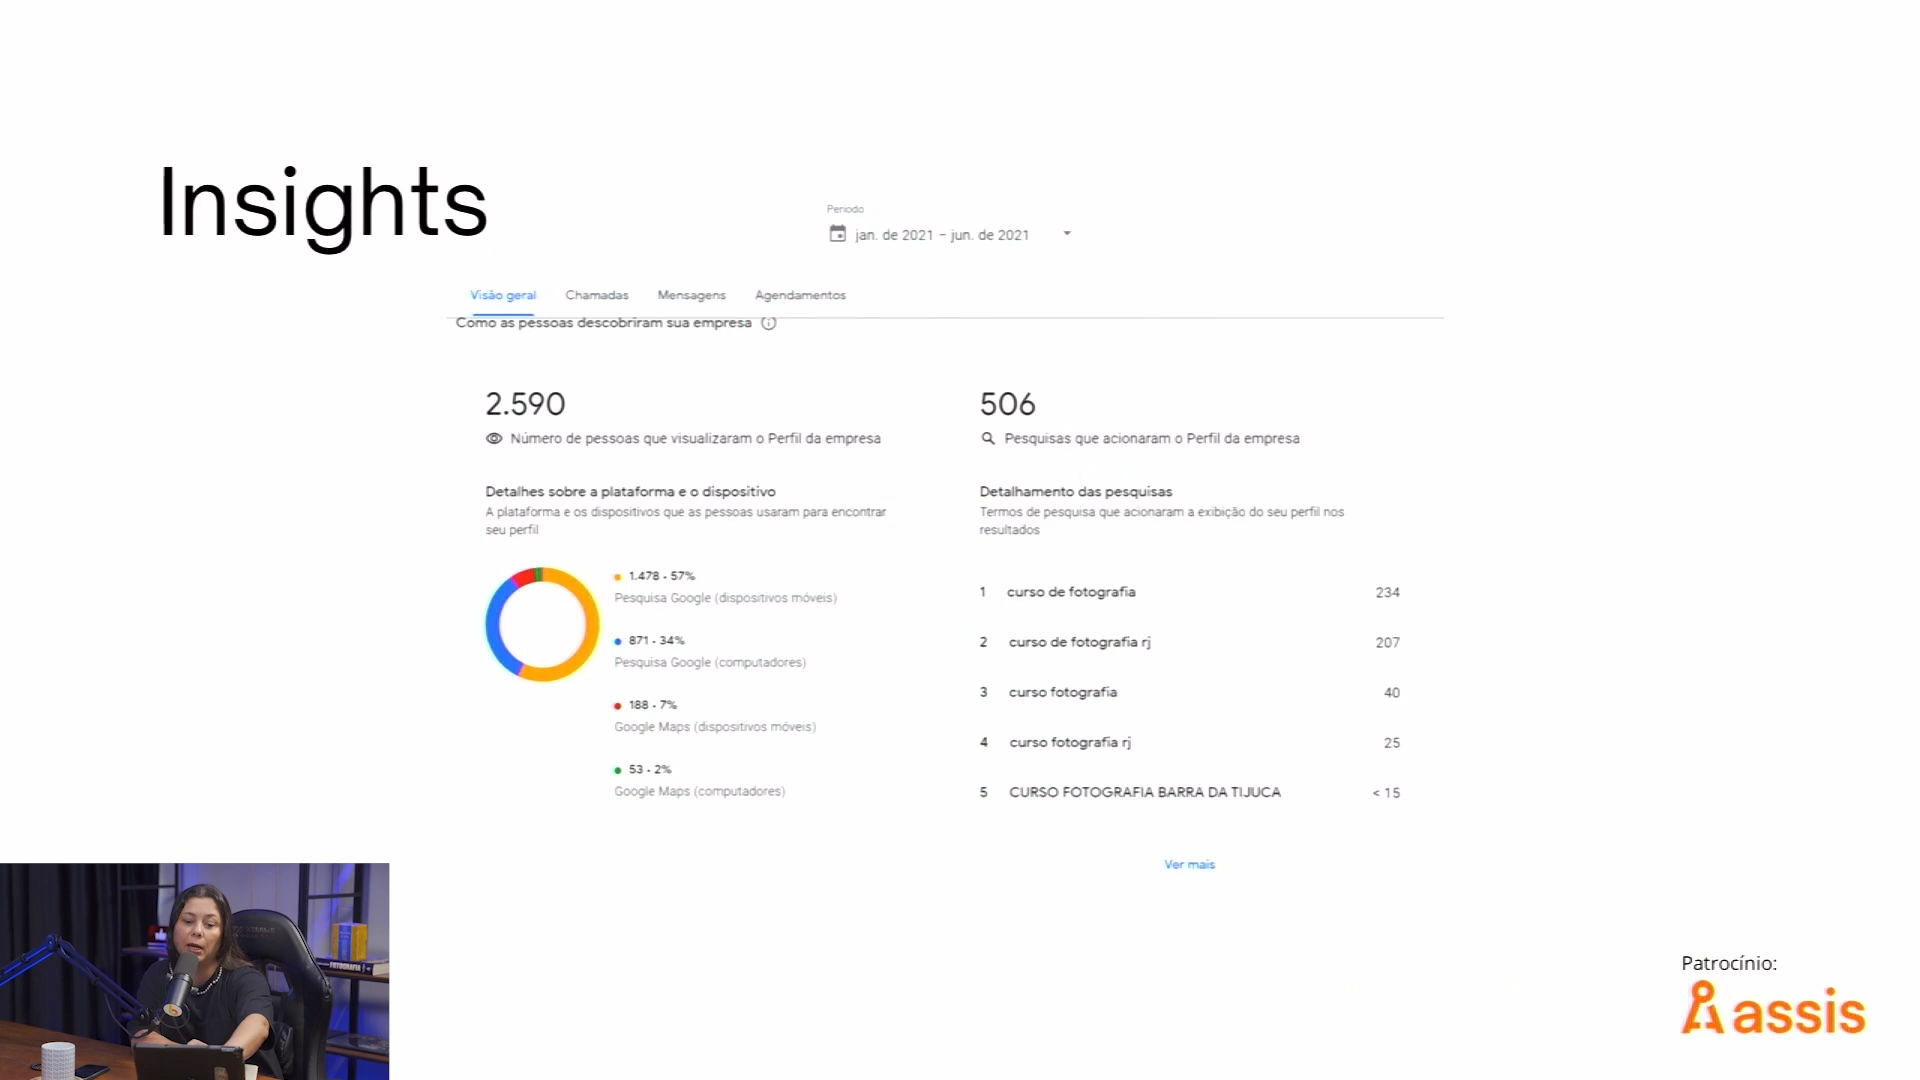 Insights
Período
jan. de 2021 – jun. de 2021
Visão geral
Chamadas
Mensagens
Agendamentos
Como as pessoas descobriram sua empresa
2.590
Número de pessoas que visualizaram o Perfil da empresa
Detalhes sobre a plataforma e o dispositivo
A plataforma e os dispositivos que as pessoas usaram para encontrar
seu perfil
1.478 - 57%
Pesquisa Google (dispositivos móveis)
871 - 34%
Pesquisa Google (computadores)
188 - 7%
Google Maps (dispositivos móveis)
53 - 2%
Google Maps (computadores)
506
Pesquisas que acionaram o Perfil da empresa
Detalhamento das pesquisas
Termos de pesquisa que acionaram a exibição do seu perfil nos
resultados
1 curso de fotografia 234
2 curso de fotografia rj 207
3 curso fotografia 40
4 curso fotografia rj 25
5 CURSO FOTOGRAFIA BARRA DA TIJUCA < 15
Ver mais
FOTOGRAFIA
Patrocínio:
assis